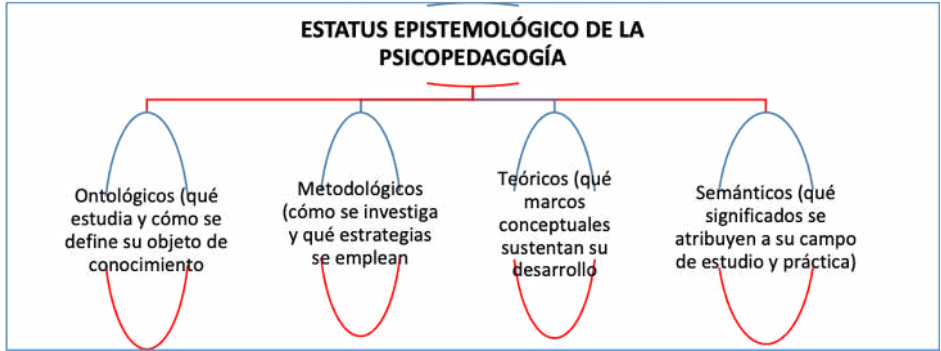 ESTATUS EPISTEMOLÓGICO DE LA
PSICOPEDAGOGÍA
Ontológicos (qué
estudia y cómo se
define su objeto de
conocimiento
Metodológicos
(cómo se investiga
y qué estrategias
se emplean
Teóricos (qué
marcos
conceptuales
sustentan su
desarrollo
Semánticos (qué
significados se
atribuyen a su campo
de estudio y práctica)